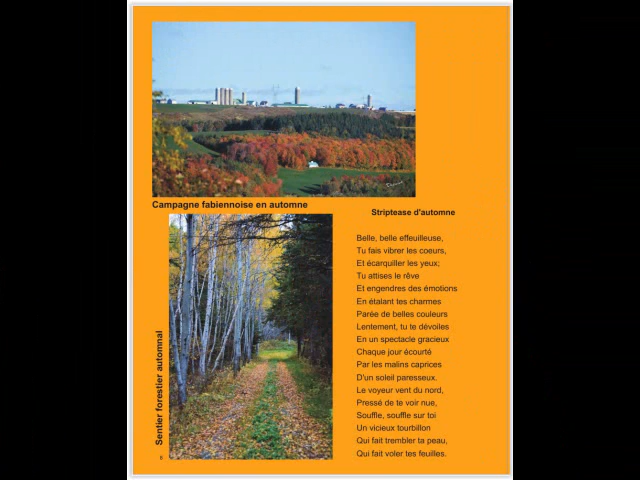 Campagne fabiennoise en automne
Striptease d'automne
Belle, belle effeuilleuse,
Tu fais vibrer les coeurs,
Et écarquiller les yeux;
Tu attises le rêve
Et engendres des émotions
En étalant tes charmes
Parée de belles couleurs
Lentement, tu te dévoiles
En un spectacle gracieux
Chaque jour écourté
Par les malins caprices
D'un soleil paresseux.
Le voyeur vent du nord,
Pressé de te voir nue,
Souffle, souffle sur toi
Un vicieux tourbillon
Qui fait trembler ta peau,
Qui fait voler tes feuilles.
Sentier forestier automnal